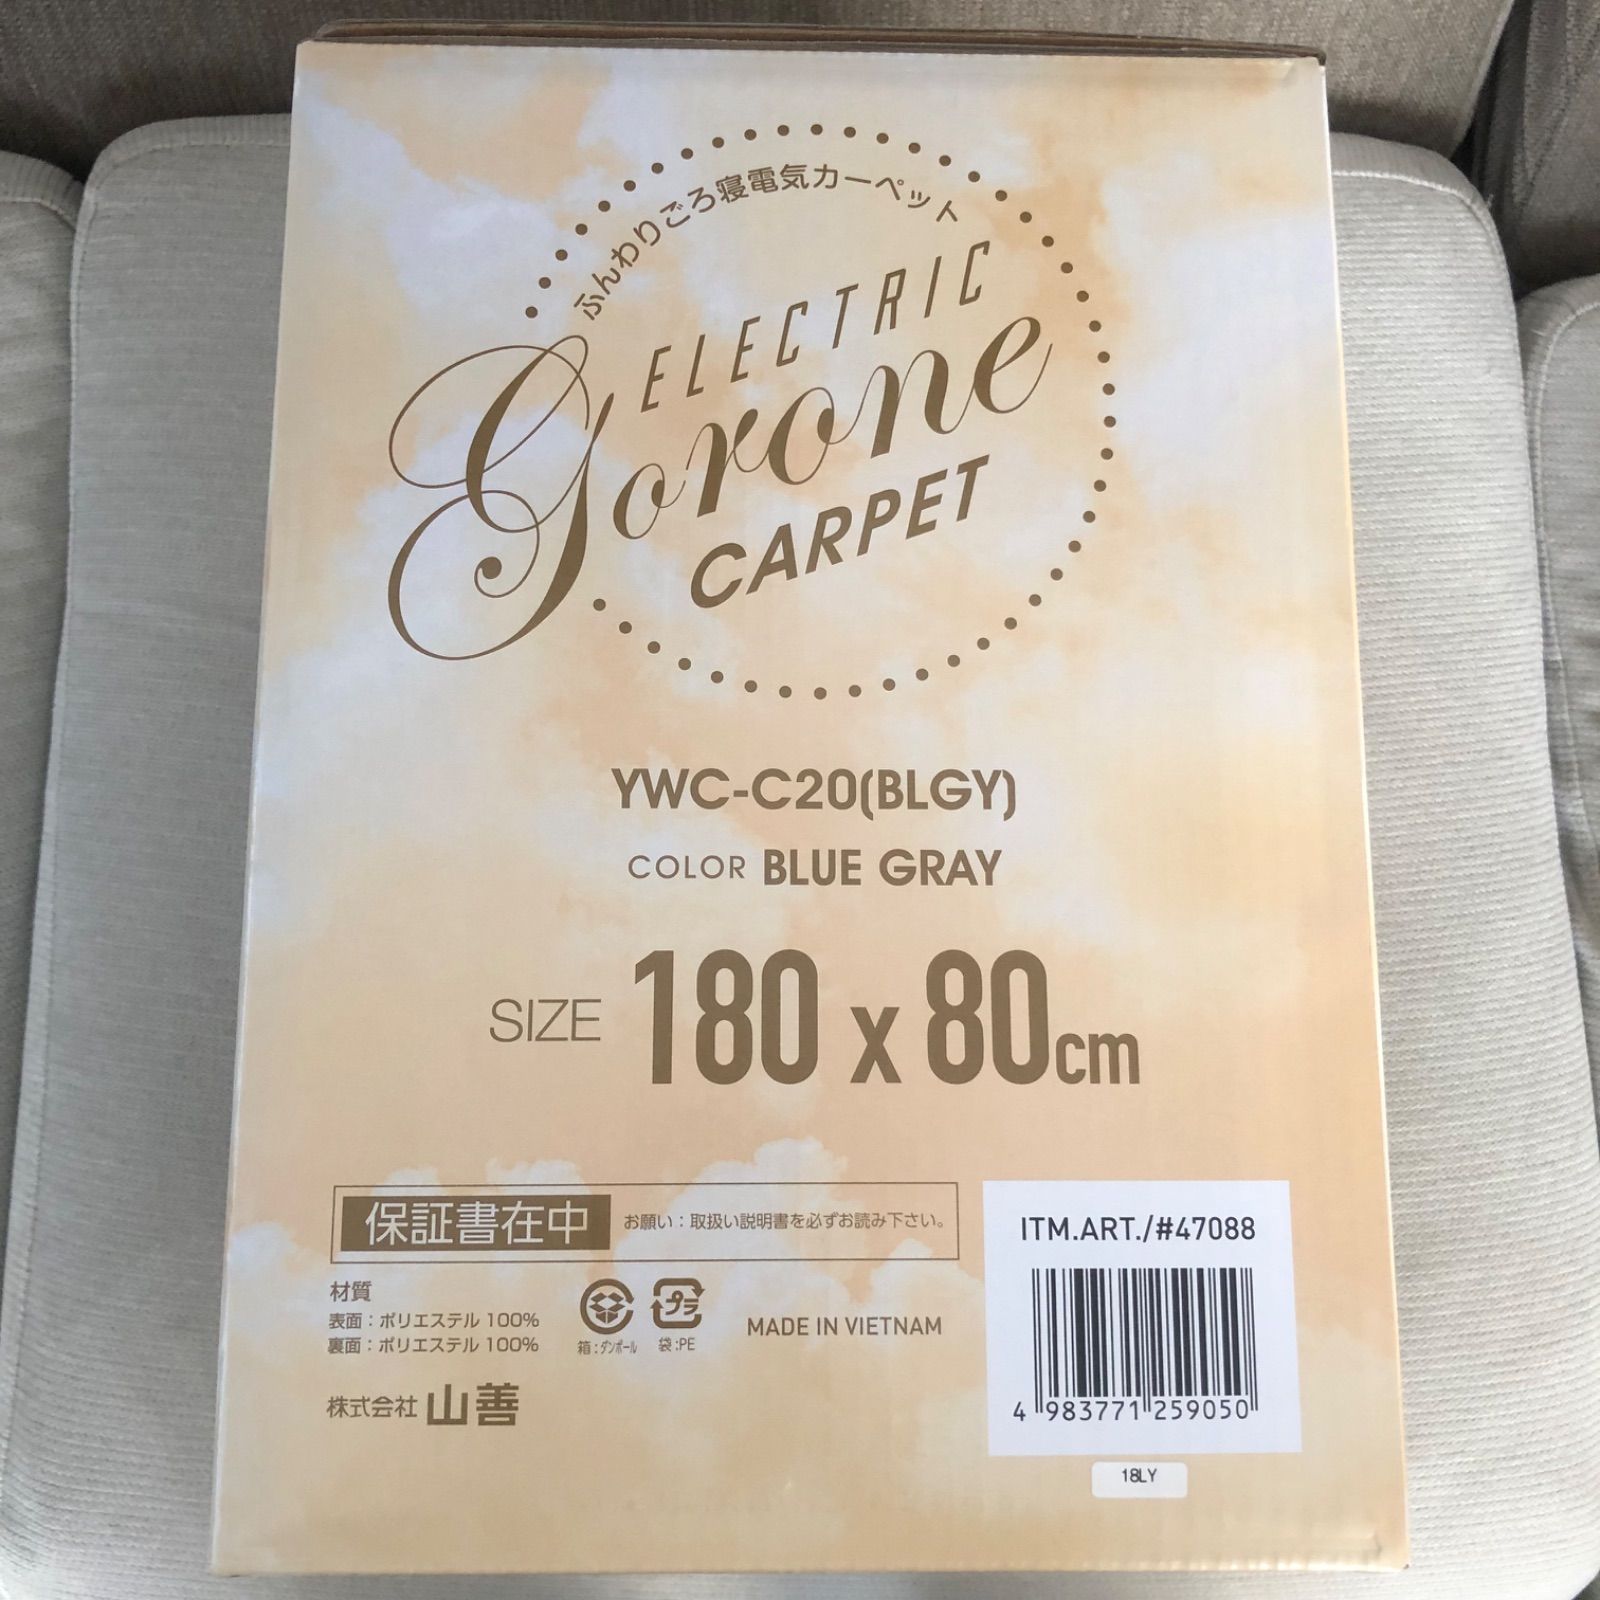 ふんわりごろ寝電気カーペット
ELECTRIC
Gorone
CARPET
YWC-C20(BLGY)
COLOR BLUE GRAY
SIZE 180 x 80cm
保証書在中 お願い：取扱い説明書を必ずお読み下さい。
材質
表面：ポリエステル 100%
裏面：ポリエステル 100%
プラ
箱：ダンボール 袋：PE
MADE IN VIETNAM
株式会社 山善
ITM.ART./#47088
4 983771 259050
18LY